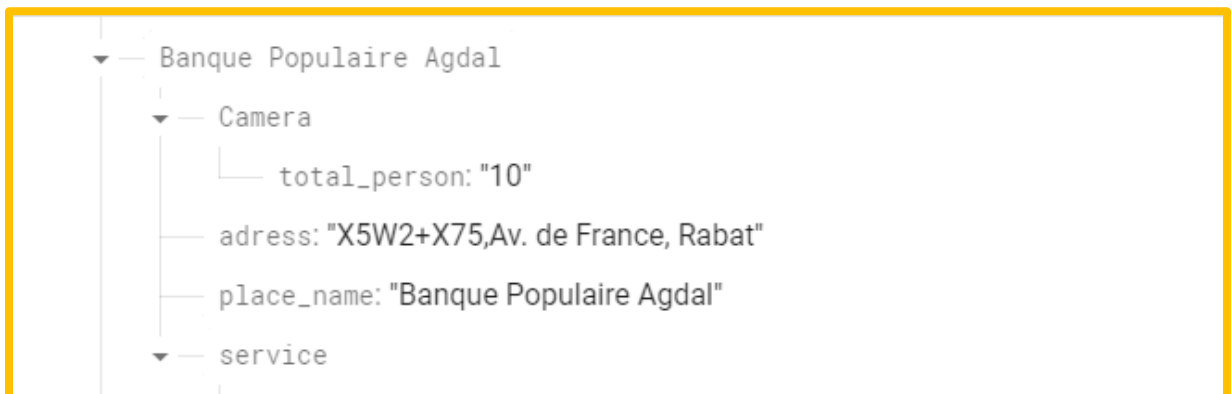 Banque Populaire Agdal
Camera
total_person: "10"
adress: "X5W2+X75,Av. de France, Rabat"
place_name: "Banque Populaire Agdal"
service